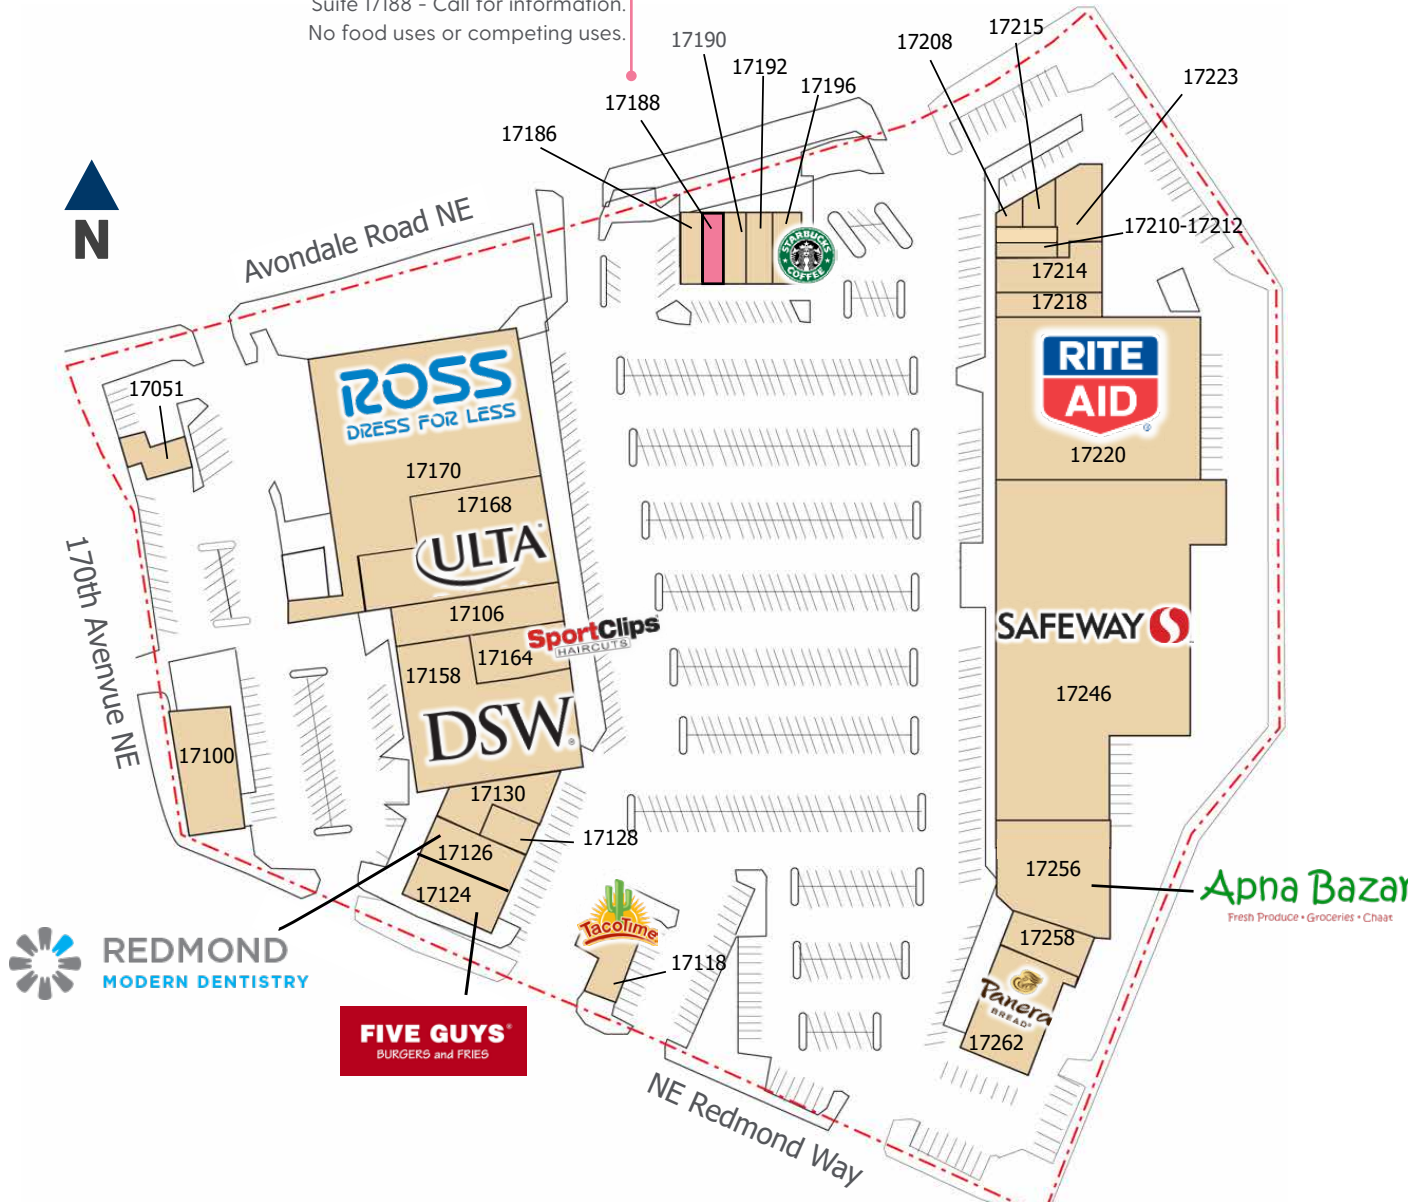 Suite 17188 - Call for information.
No food uses or competing uses.
17190
17192
17196
17188
17186
17208
17215
17223
17210-17212
17214
17218
N
Avondale Road NE
STARBUCKS
COFFEE
17051
ROSS
DRESS FOR LESS
17170
17168
ULTA
RITE
AID
17220
170th Avenvue NE
17106
SportClips
HAIRCUTS
17164
17158
DSW
SAFEWAY
17246
17100
17130
17128
17126
17124
17256
Apna Bazar
Fresh Produce • Groceries • Chaat
TacoTime
17118
17258
Panera
BREAD®
17262
REDMOND
MODERN DENTISTRY
FIVE GUYS®
BURGERS and FRIES
NE Redmond Way